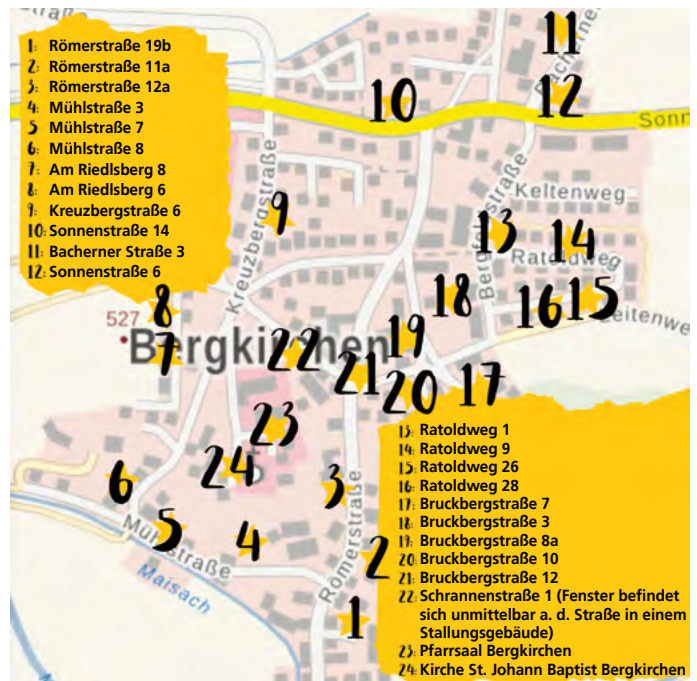 straße
1: Römerstraße 19b
2: Römerstraße 11a
3: Römerstraße 12a
4: Mühlstraße 3
5: Mühlstraße 7
6: Mühlstraße 8
7: Am Riedlsberg 8
8: Am Riedlsberg 6
9: Kreuzbergstraße 6
10: Sonnenstraße 14
11: Bacherner Straße 3
12: Sonnenstraße 6
11
Bacherner
10
12
Sonn
Kreuzbergstraße
9
Keltenweg
13
14
Bergfeldstraße
Ratoldweg
8
18
16
15
Leitenwe
527
Bergkirchen
7
22
19
21
20
17
23
24
6
3
5
4
Mühlstraße
2
Maisach
Römerstraße
1
13: Ratoldweg 1
14: Ratoldweg 9
15: Ratoldweg 26
16: Ratoldweg 28
17: Bruckbergstraße 7
18: Bruckbergstraße 3
19: Bruckbergstraße 8a
20: Bruckbergstraße 10
21: Bruckbergstraße 12
22: Schrannenstraße 1 (Fenster befindet
sich unmittelbar a. d. Straße in einem
Stallungsgebäude)
23: Pfarrsaal Bergkirchen
24: Kirche St. Johann Baptist Bergkirchen